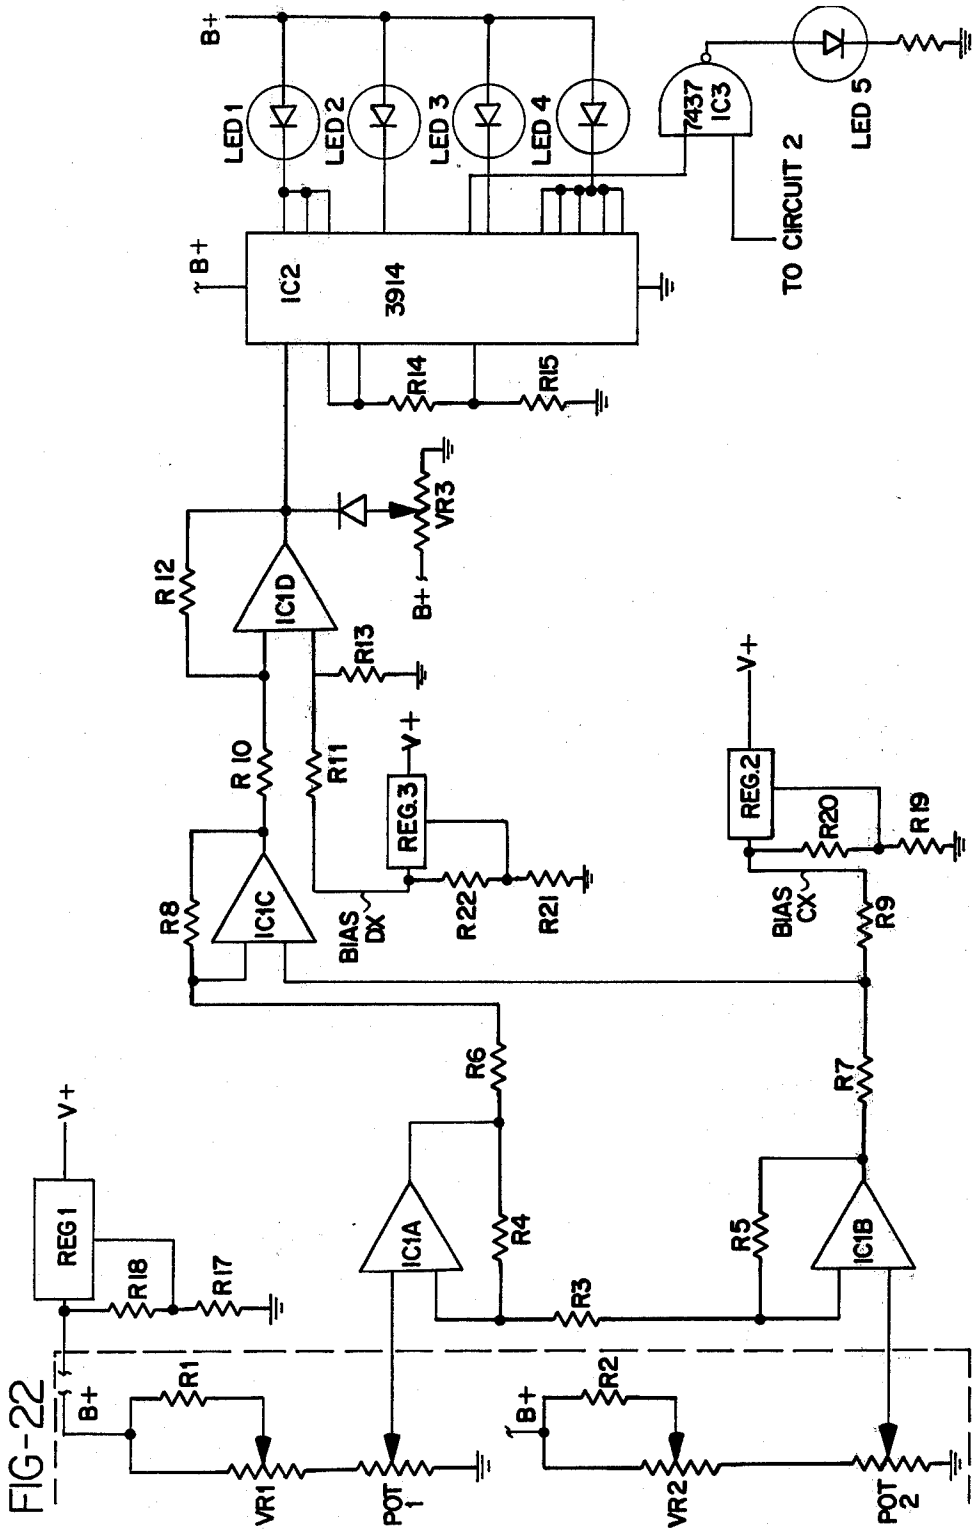 FIG-22
B+
LED 1
LED 2
LED 3
LED 4
7437
IC3
LED 5
TO CIRCUIT 2
B+
IC2
3914
R14
R15
R12
IC1D
VR3
B+
R13
R10
R11
V+
REG.3
R22
R21
BIAS
DX
R8
IC1C
V+
REG.2
R20
R19
BIAS
CX
R9
R6
R7
V+
REG 1
R18
R17
IC1A
R4
R3
R5
IC1B
B+
R1
VR1
POT
1
B+
R2
VR2
POT
2